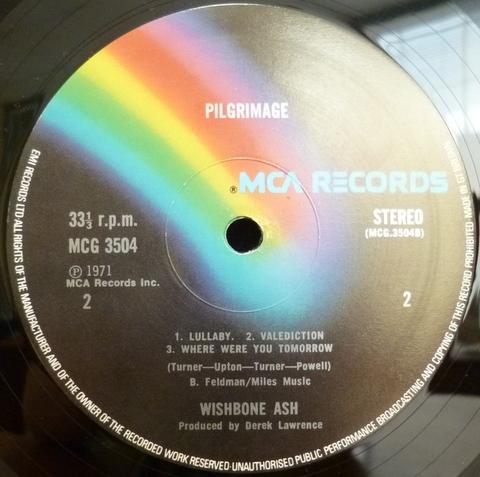 PILGRIMAGE
®MCA RECORDS
33⅓ r.p.m.
MCG 3504
STEREO
(MCG.3504B)
Ⓟ 1971
MCA Records Inc.
2
2
1. LULLABY. 2. VALEDICTION
3. WHERE WERE YOU TOMORROW
(Turner—Upton—Turner—Powell)
B. Feldman/Miles Music
WISHBONE ASH
Produced by Derek Lawrence
EMI RECORDS LTD ALL RIGHTS OF THE MANUFACTURER AND OF THE OWNER OF THE RECORDED WORK RESERVED·UNAUTHORISED PUBLIC PERFORMANCE BROADCASTING AND COPYING OF THIS RECORD PROHIBITED MADE IN GT BRITAIN